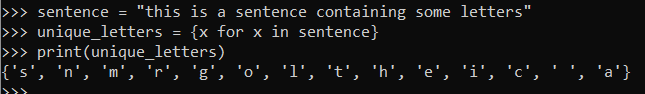 >>> sentence = "this is a sentence containing some letters"
>>> unique_letters = {x for x in sentence}
>>> print(unique_letters)
{'s', 'n', 'm', 'r', 'g', 'o', 'l', 't', 'h', 'e', 'i', 'c', ' ', 'a'}
>>>